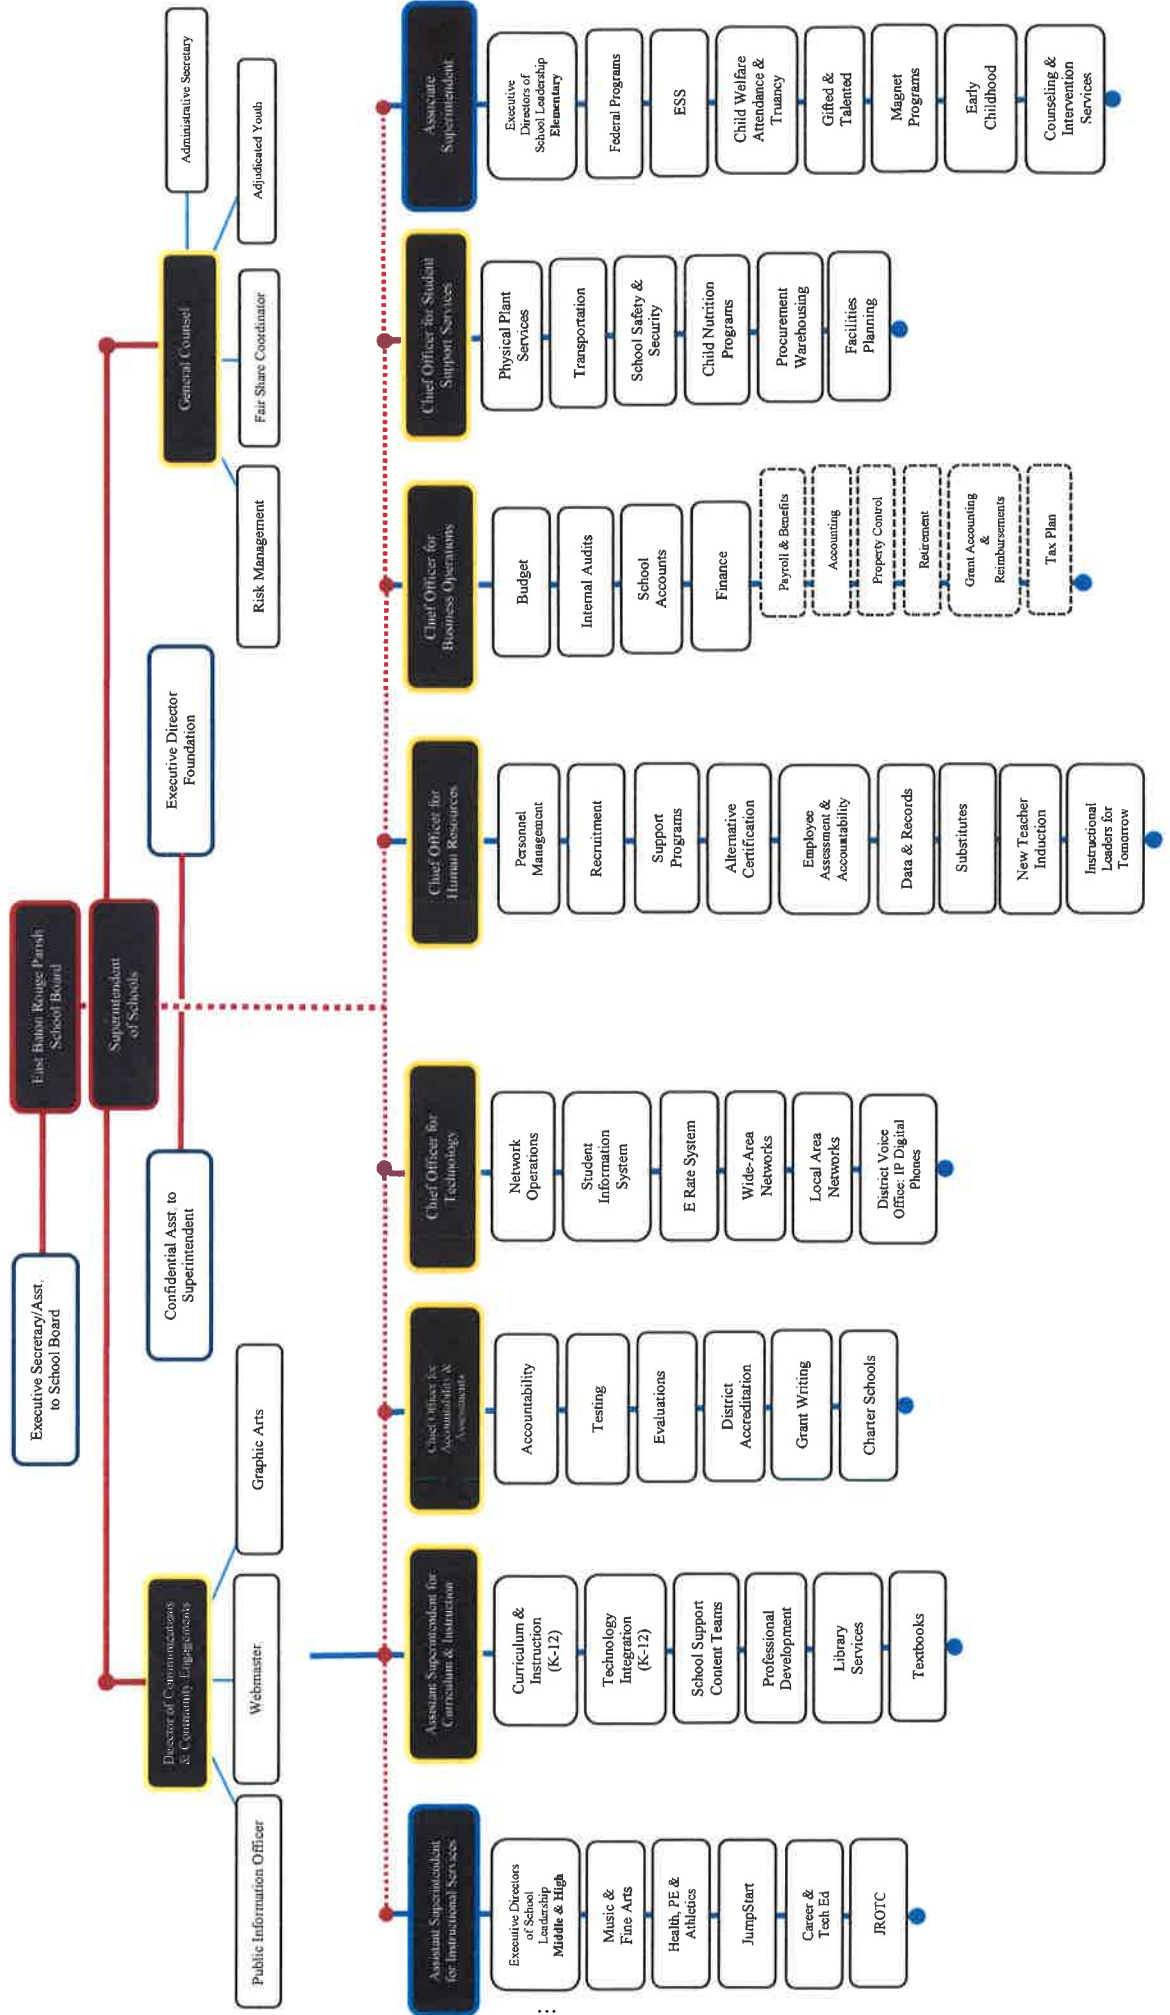 East Baton Rouge Parish
School Board
Executive Secretary/Asst.
to School Board
Superintendent
of Schools
Confidential Asst. to
Superintendent
Executive Director
Foundation
Director of Communications
& Community Engagements
Public Information Officer
Webmaster
Graphic Arts
General Counsel
Risk Management
Fair Share Coordinator
Adjudicated Youth
Administrative Secretary
Assistant Superintendent
for Instructional Services
Executive Directors
of School
Leadership
Middle & High
Music &
Fine Arts
Health, PE &
Athletics
JumpStart
Career &
Tech Ed
JROTC
Assistant Superintendent for
Curriculum & Instruction
Curriculum &
Instruction
(K-12)
Technology
Integration
(K-12)
School Support
Content Teams
Professional
Development
Library
Services
Textbooks
Chief Officer for
Accountability &
Assessments
Accountability
Testing
Evaluations
District
Accreditation
Grant Writing
Charter Schools
Chief Officer for
Technology
Network
Operations
Student
Information
System
E Rate System
Wide-Area
Networks
Local Area
Networks
District Voice
Office: IP Digital
Phones
Chief Officer for
Human Resources
Personnel
Management
Recruitment
Support
Programs
Alternative
Certification
Employee
Assessment &
Accountability
Data & Records
Substitutes
New Teacher
Induction
Instructional
Leaders for
Tomorrow
Chief Officer for
Business Operations
Budget
Internal Audits
School
Accounts
Finance
Payroll & Benefits
Accounting
Property Control
Retirement
Grant Accounting
&
Reimbursements
Tax Plan
Chief Officer for Student
Support Services
Physical Plant
Services
Transportation
School Safety &
Security
Child Nutrition
Programs
Procurement
Warehousing
Facilities
Planning
Associate
Superintendent
Executive
Directors of
School Leadership
Elementary
Federal Programs
ESS
Child Welfare
Attendance &
Truancy
Gifted &
Talented
Magnet
Programs
Early
Childhood
Counseling &
Intervention
Services
...